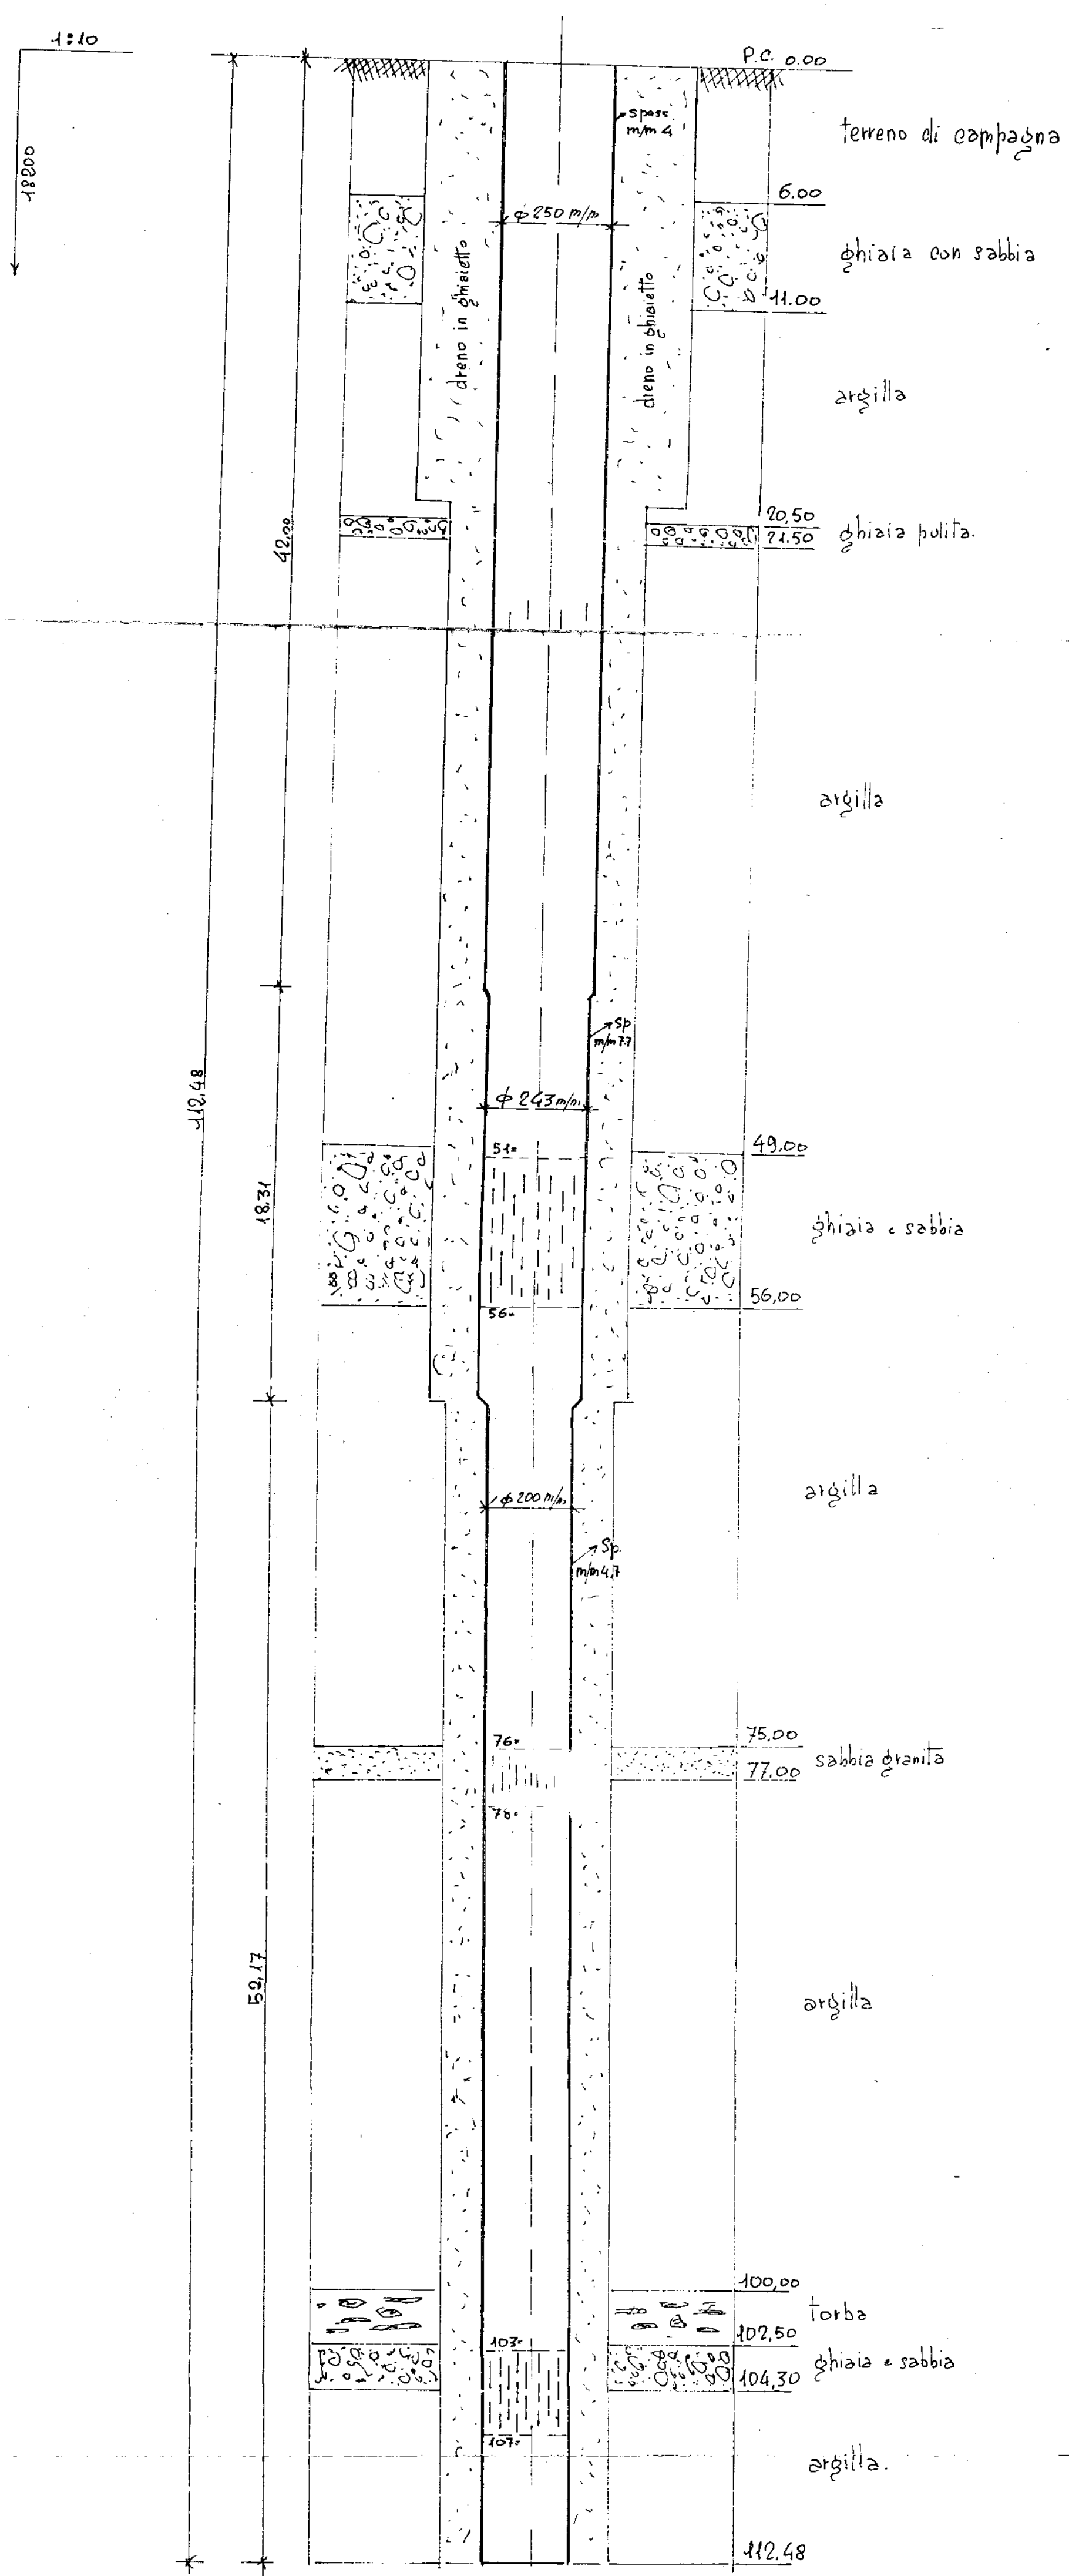 1:10
P.C. 0.00
18200
spess.
m/m 4
terreno di campagna
6.00
ϕ 250 m/m
ghiaia con sabbia
dreno in ghiaietto
dreno in ghiaietto
11.00
argilla
20,50
21.50
ghiaia pulita.
42,00
argilla
Sp
m/m 7.7
112,48
ϕ 243 m/m
51=
49.00
18.31
ghiaia e sabbia
56,00
56=
argilla
ϕ 200 m/m
Sp.
m/m 4,7
75,00
76=
sabbia granita
77,00
78=
52,17
argilla
100,00
torba
102,50
103=
ghiaia e sabbia
104,30
107=
argilla.
112,48